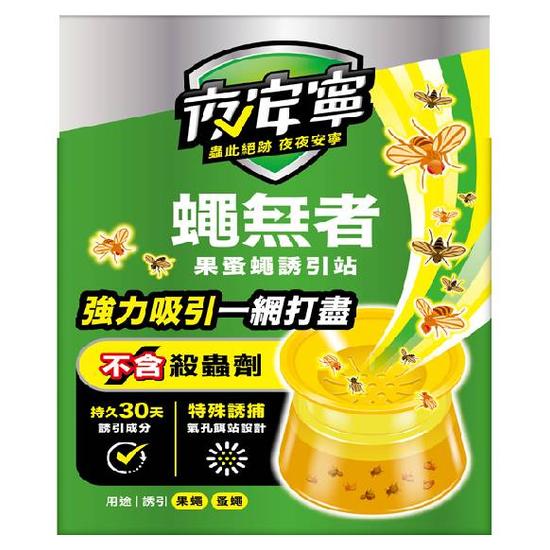 夜安寧
蟲此絕跡 夜夜安寧
蠅無者
果蚤蠅誘引站
強力吸引一網打盡
不含殺蟲劑
持久30天
誘引成分
特殊誘捕
氣孔餌站設計
用途|誘引 果蠅 蚤蠅